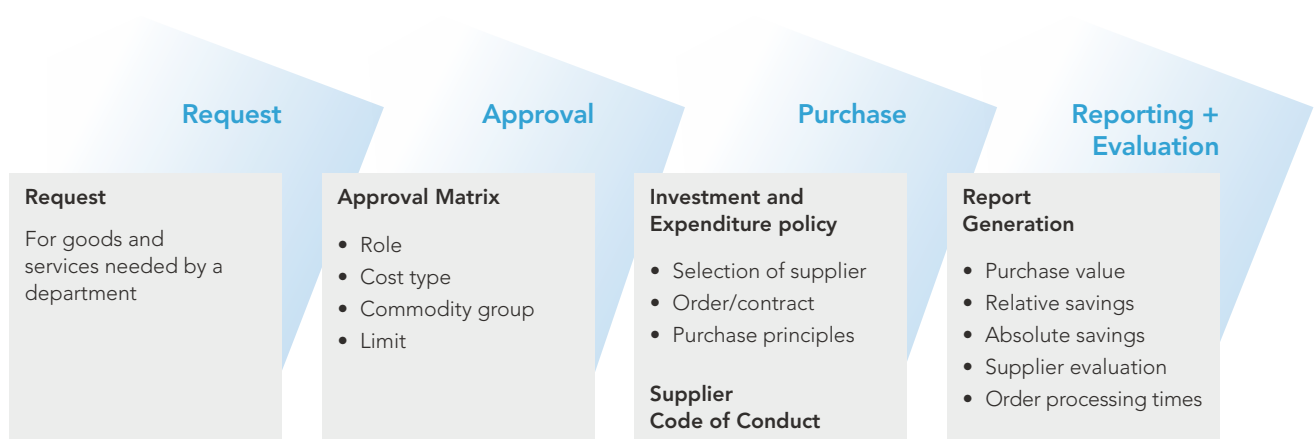 Request
Approval
Purchase
Reporting +
Evaluation
Request
For goods and
services needed by a
department
Approval Matrix
• Role
• Cost type
• Commodity group
• Limit
Investment and
Expenditure policy
• Selection of supplier
• Order/contract
• Purchase principles
Supplier
Code of Conduct
Report
Generation
• Purchase value
• Relative savings
• Absolute savings
• Supplier evaluation
• Order processing times